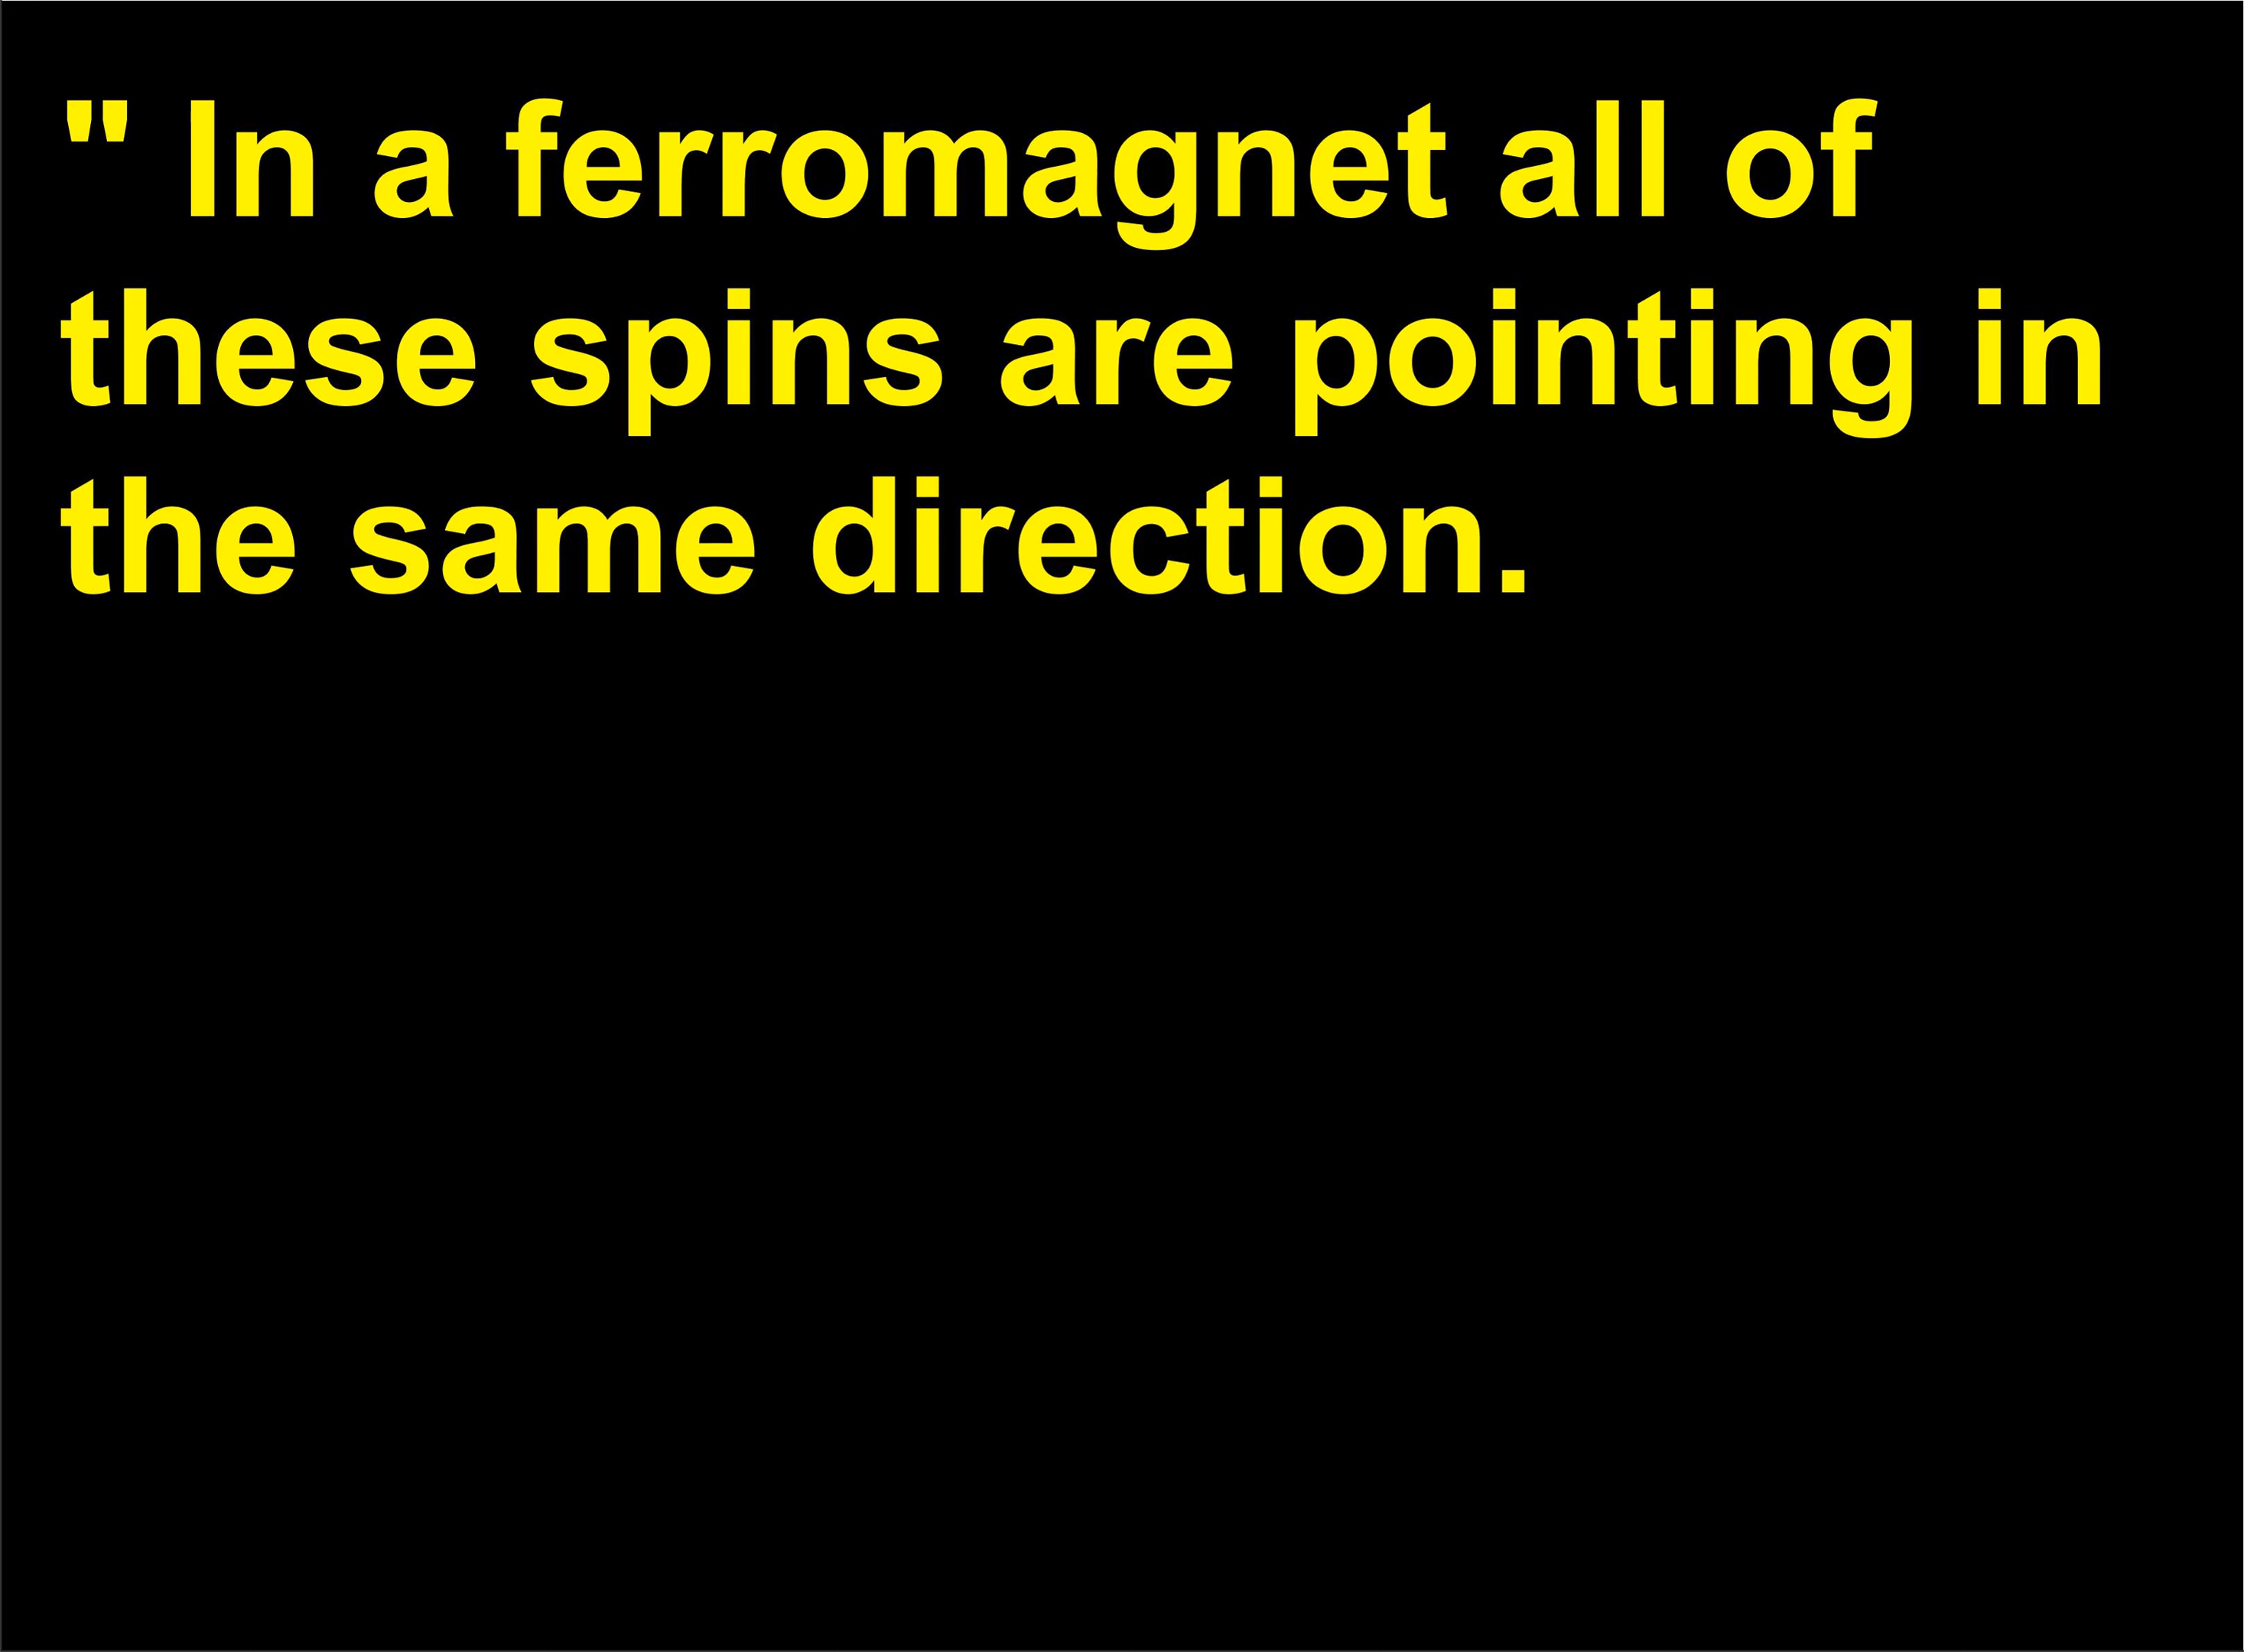 " In a ferromagnet all of
these spins are pointing in
the same direction.